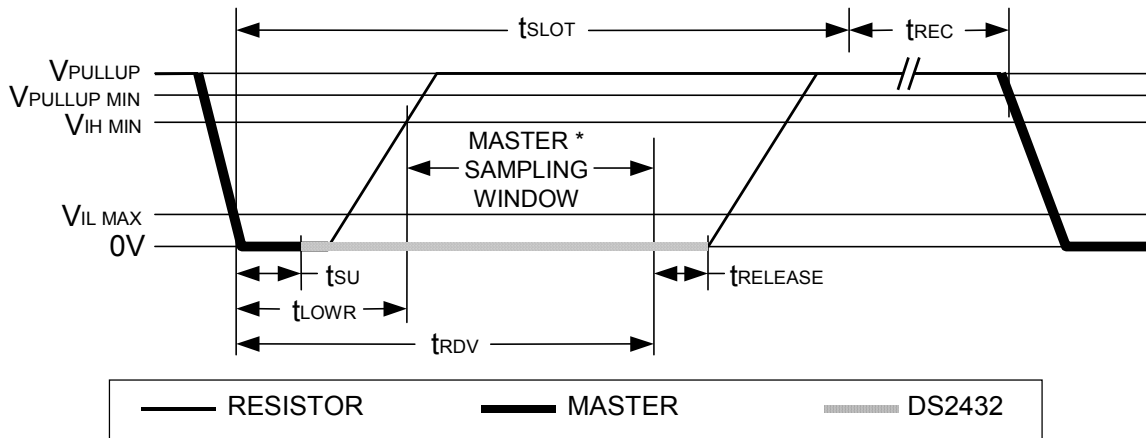 tSLOT
tREC
VPULLUP
VPULLUP MIN
VIH MIN
MASTER *
SAMPLING
WINDOW
VIL MAX
0V
tSU
tRELEASE
tLOWR
tRDV
RESISTOR
MASTER
DS2432